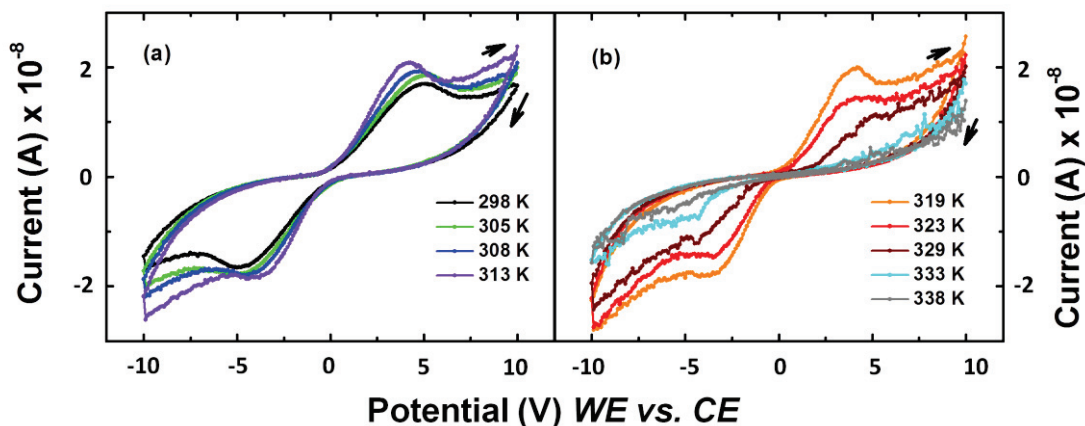 (a)
(b)
Current (A) x 10⁻⁸
2
0
-2
298 K
305 K
308 K
313 K
319 K
323 K
329 K
333 K
338 K
2
0
-2
Current (A) x 10⁻⁸
-10 -5 0 5 10
-10 -5 0 5 10
Potential (V) WE vs. CE